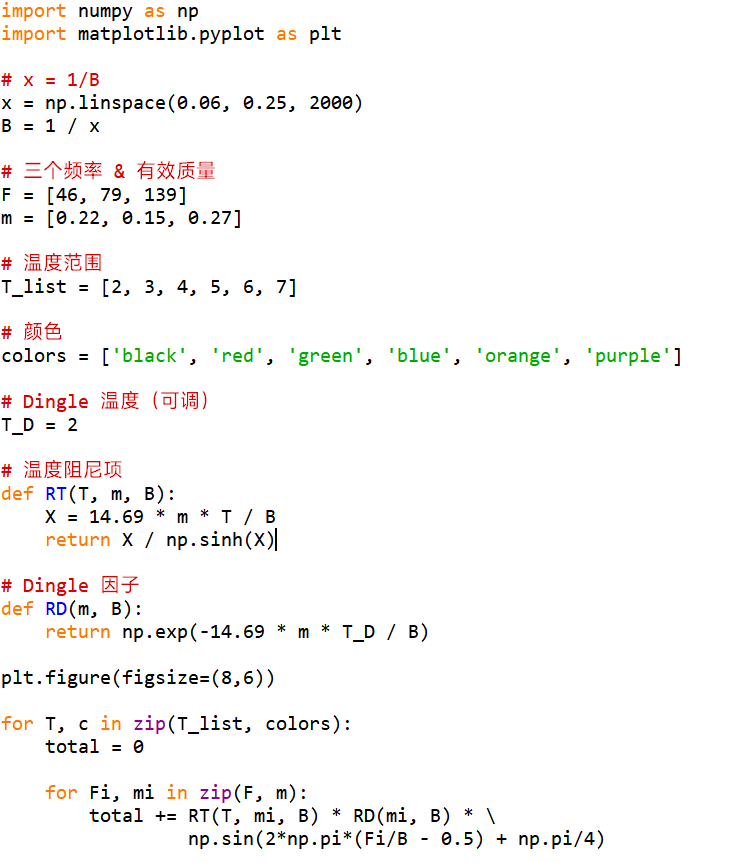 import numpy as np
import matplotlib.pyplot as plt
# x = 1/B
x = np.linspace(0.06, 0.25, 2000)
B = 1 / x
# 三个频率 & 有效质量
F = [46, 79, 139]
m = [0.22, 0.15, 0.27]
# 温度范围
T_list = [2, 3, 4, 5, 6, 7]
# 颜色
colors = ['black', 'red', 'green', 'blue', 'orange', 'purple']
# Dingle 温度（可调）
T_D = 2
# 温度阻尼项
def RT(T, m, B):
    X = 14.69 * m * T / B
    return X / np.sinh(X)
# Dingle 因子
def RD(m, B):
    return np.exp(-14.69 * m * T_D / B)
plt.figure(figsize=(8,6))
for T, c in zip(T_list, colors):
    total = 0
    for Fi, mi in zip(F, m):
        total += RT(T, mi, B) * RD(mi, B) * \
                 np.sin(2*np.pi*(Fi/B - 0.5) + np.pi/4)